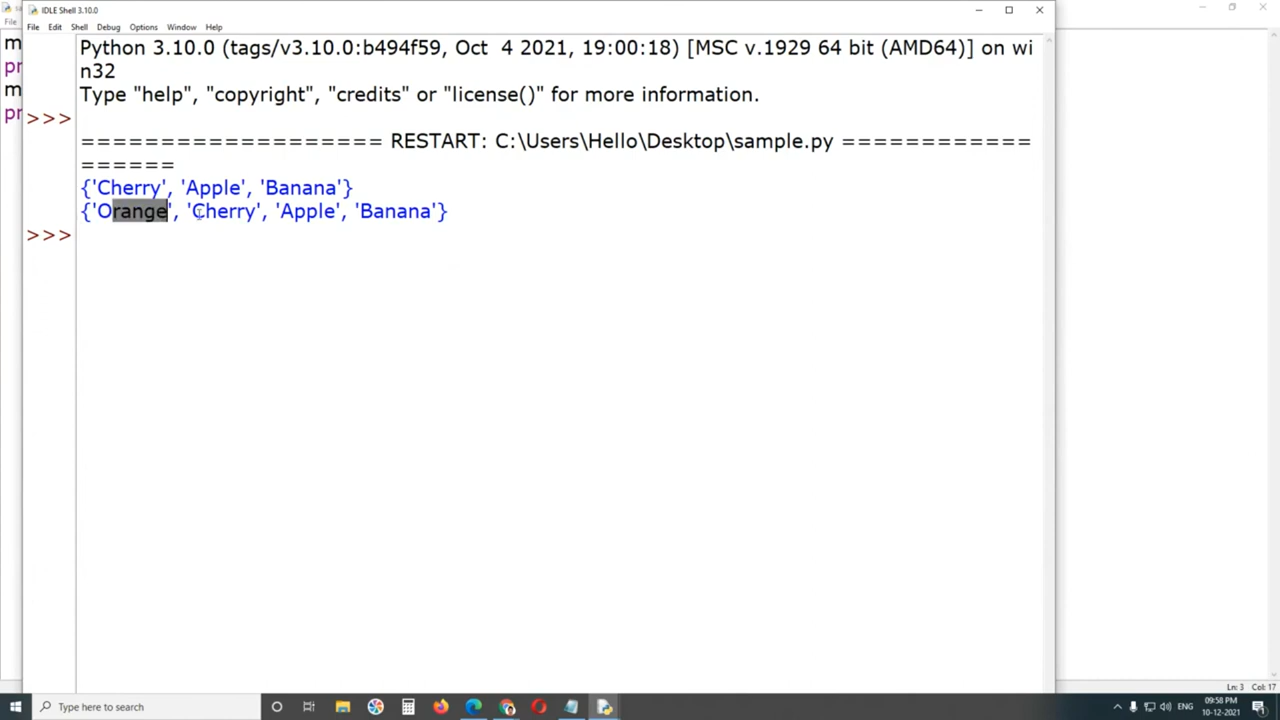 IDLE Shell 3.10.0
File Edit Shell Debug Options Window Help
Python 3.10.0 (tags/v3.10.0:b494f59, Oct  4 2021, 19:00:18) [MSC v.1929 64 bit (AMD64)] on wi
n32
Type "help", "copyright", "credits" or "license()" for more information.
>>>
=================== RESTART: C:\Users\Hello\Desktop\sample.py ============
======
{'Cherry', 'Apple', 'Banana'}
{'Orange', 'Cherry', 'Apple', 'Banana'}
>>>
Ln: 3 Col: 17
Type here to search
ENG
09:58 PM
10-12-2021